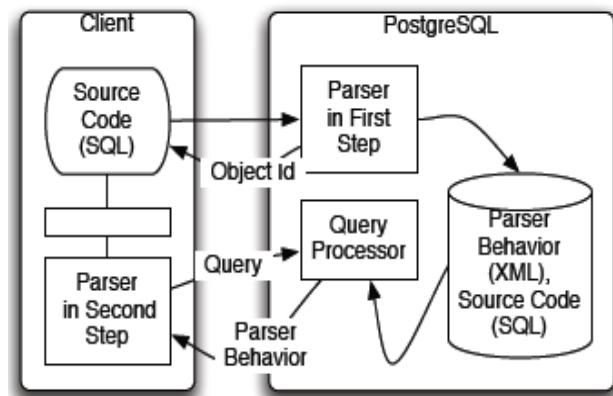 Client
PostgreSQL
Source
Code
(SQL)
Parser
in First
Step
Object Id
Parser
in Second
Step
Query
Query
Processor
Parser
Behavior
Parser
Behavior
(XML),
Source Code
(SQL)